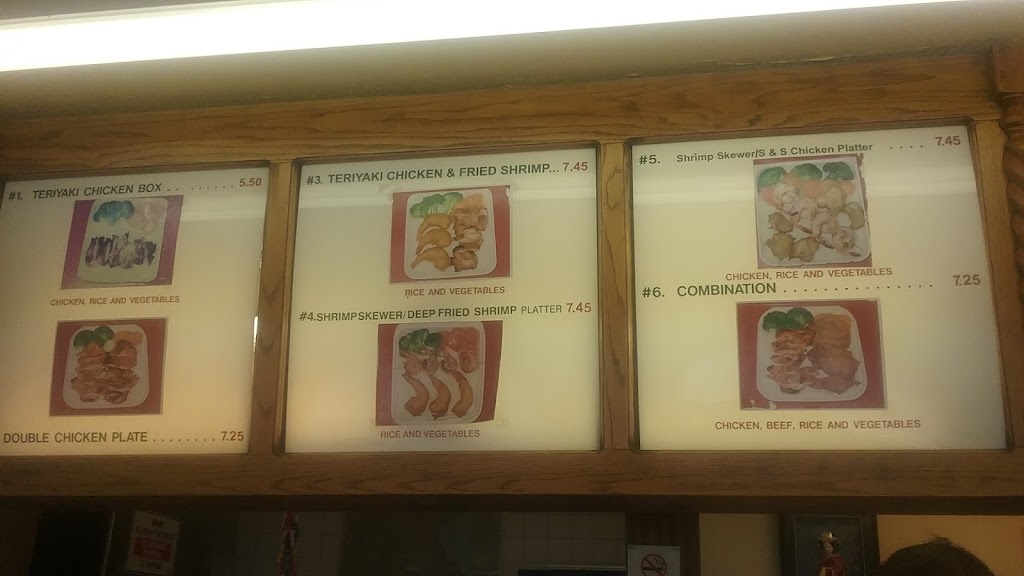 #1. TERIYAKI CHICKEN BOX .. ....... 5.50
CHICKEN, RICE AND VEGETABLES
DOUBLE CHICKEN PLATE ........ 7.25
#3. TERIYAKI CHICKEN & FRIED SHRIMP... 7.45
RICE AND VEGETABLES
#4. SHRIMP SKEWER/DEEP FRIED SHRIMP PLATTER 7.45
RICE AND VEGETABLES
#5. Shrimp Skewer/S & S Chicken Platter .... 7.45
CHICKEN, RICE AND VEGETABLES
#6. COMBINATION ................ 7.25
CHICKEN, BEEF, RICE AND VEGETABLES